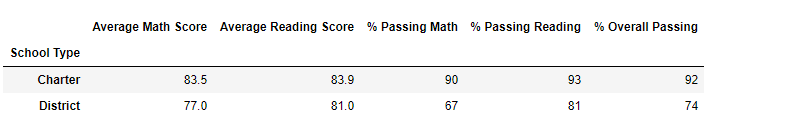 Average Math Score Average Reading Score % Passing Math % Passing Reading % Overall Passing
School Type
Charter 83.5 83.9 90 93 92
District 77.0 81.0 67 81 74